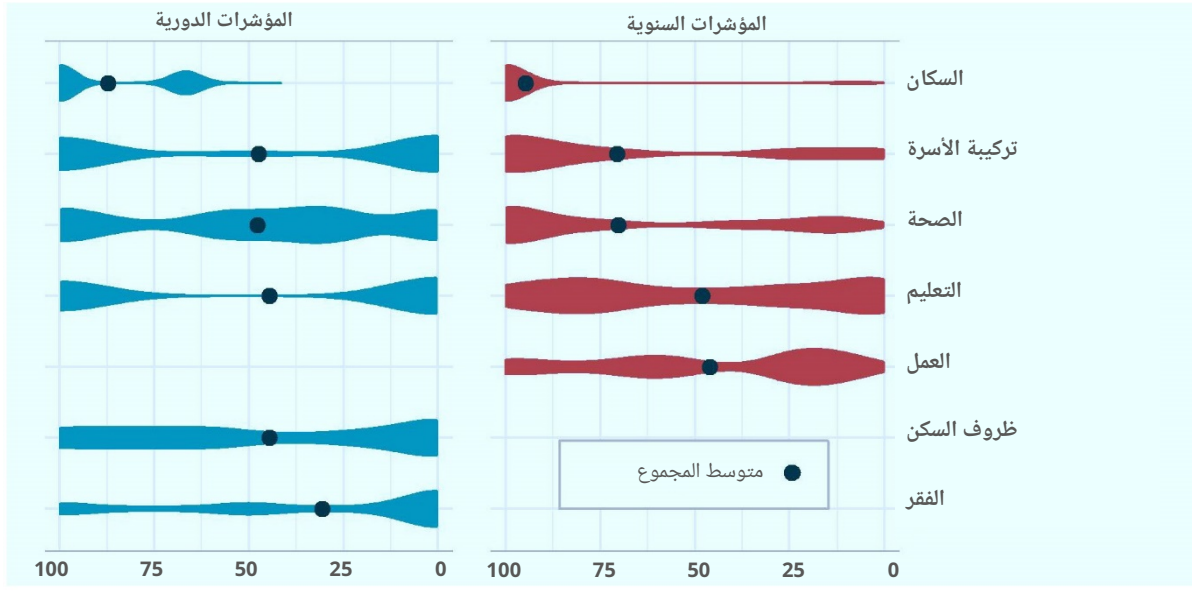 المؤشرات السنوية
المؤشرات الدورية
السكان
تركيبة الأسرة
الصحة
التعليم
العمل
ظروف السكن
الفقر
متوسط المجموع
100 75 50 25 0
100 75 50 25 0